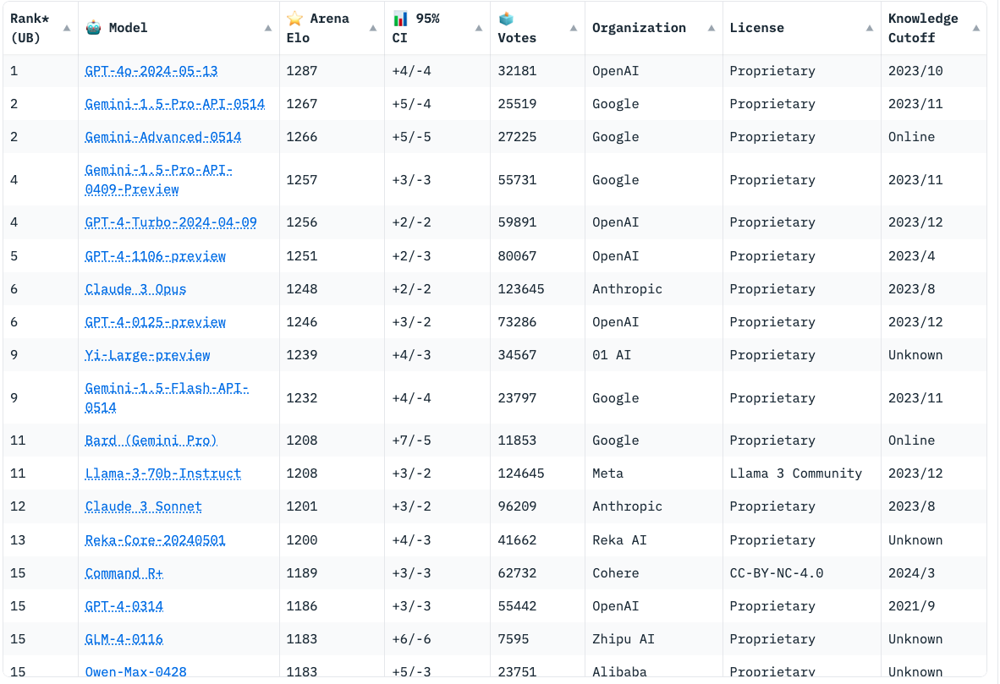 Rank* (UB) 🤖 Model ⭐ Arena Elo 📊 95% CI 🗳️ Votes Organization License Knowledge Cutoff
1 GPT-4o-2024-05-13 1287 +4/-4 32181 OpenAI Proprietary 2023/10
2 Gemini-1.5-Pro-API-0514 1267 +5/-4 25519 Google Proprietary 2023/11
2 Gemini-Advanced-0514 1266 +5/-5 27225 Google Proprietary Online
4 Gemini-1.5-Pro-API-0409-Preview 1257 +3/-3 55731 Google Proprietary 2023/11
4 GPT-4-Turbo-2024-04-09 1256 +2/-2 59891 OpenAI Proprietary 2023/12
5 GPT-4-1106-preview 1251 +2/-3 80067 OpenAI Proprietary 2023/4
6 Claude 3 Opus 1248 +2/-2 123645 Anthropic Proprietary 2023/8
6 GPT-4-0125-preview 1246 +3/-2 73286 OpenAI Proprietary 2023/12
9 Yi-Large-preview 1239 +4/-3 34567 01 AI Proprietary Unknown
9 Gemini-1.5-Flash-API-0514 1232 +4/-4 23797 Google Proprietary 2023/11
11 Bard (Gemini Pro) 1208 +7/-5 11853 Google Proprietary Online
11 Llama-3-70b-Instruct 1208 +3/-2 124645 Meta Llama 3 Community 2023/12
12 Claude 3 Sonnet 1201 +3/-2 96209 Anthropic Proprietary 2023/8
13 Reka-Core-20240501 1200 +4/-3 41662 Reka AI Proprietary Unknown
15 Command R+ 1189 +3/-3 62732 Cohere CC-BY-NC-4.0 2024/3
15 GPT-4-0314 1186 +3/-3 55442 OpenAI Proprietary 2021/9
15 GLM-4-0116 1183 +6/-6 7595 Zhipu AI Proprietary Unknown
15 Qwen-Max-0428 1183 +5/-3 23751 Alibaba Proprietary Unknown